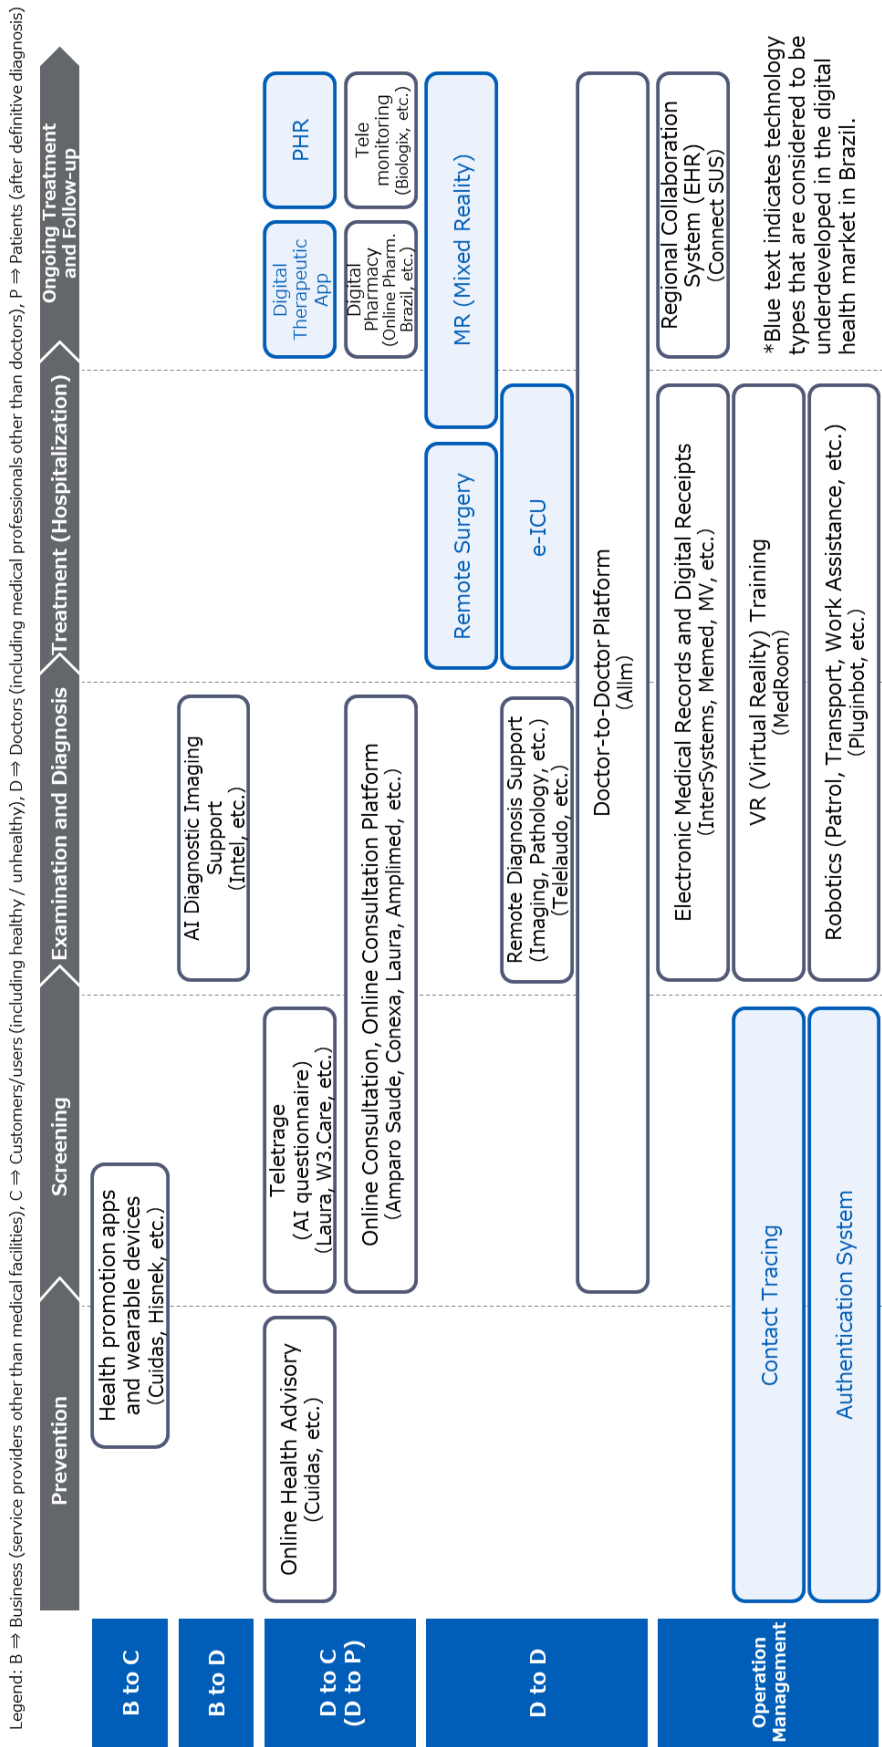 Legend: B ⇒ Business (service providers other than medical facilities), C ⇒ Customers/users (including healthy / unhealthy), D ⇒ Doctors (including medical professionals other than doctors), P ⇒ Patients (after definitive diagnosis)
Prevention
Screening
Examination and Diagnosis
Treatment (Hospitalization)
Ongoing Treatment
and Follow-up
B to C
Health promotion apps
and wearable devices
(Cuidas, Hisnek, etc.)
B to D
AI Diagnostic Imaging
Support
(Intel, etc.)
D to C
(D to P)
Online Health Advisory
(Cuidas, etc.)
Teletrage
(AI questionnaire)
(Laura, W3.Care, etc.)
Digital
Therapeutic
App
PHR
Online Consultation, Online Consultation Platform
(Amparo Saude, Conexa, Laura, Amplimed, etc.)
Digital
Pharmacy
(Online Pharm.
Brazil, etc.)
Tele
monitoring
(Biologix, etc.)
D to D
Remote Surgery
MR (Mixed Reality)
Remote Diagnosis Support
(Imaging, Pathology, etc.)
(Telelaudo, etc.)
e-ICU
Doctor-to-Doctor Platform
(Allm)
Operation
Management
Electronic Medical Records and Digital Receipts
(InterSystems, Memed, MV, etc.)
Regional Collaboration
System (EHR)
(Connect SUS)
Contact Tracing
VR (Virtual Reality) Training
(MedRoom)
Authentication System
Robotics (Patrol, Transport, Work Assistance, etc.)
(Pluginbot, etc.)
*Blue text indicates technology
types that are considered to be
underdeveloped in the digital
health market in Brazil.